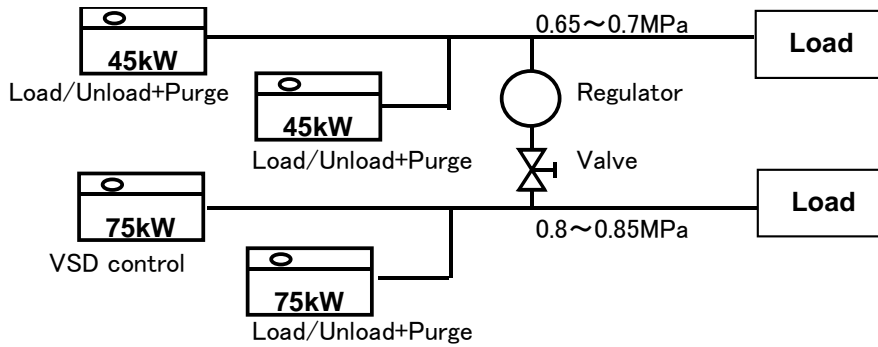 0.65～0.7MPa
Load
45kW
Load/Unload+Purge
Regulator
45kW
Load/Unload+Purge
Valve
75kW
Load
0.8～0.85MPa
VSD control
75kW
Load/Unload+Purge